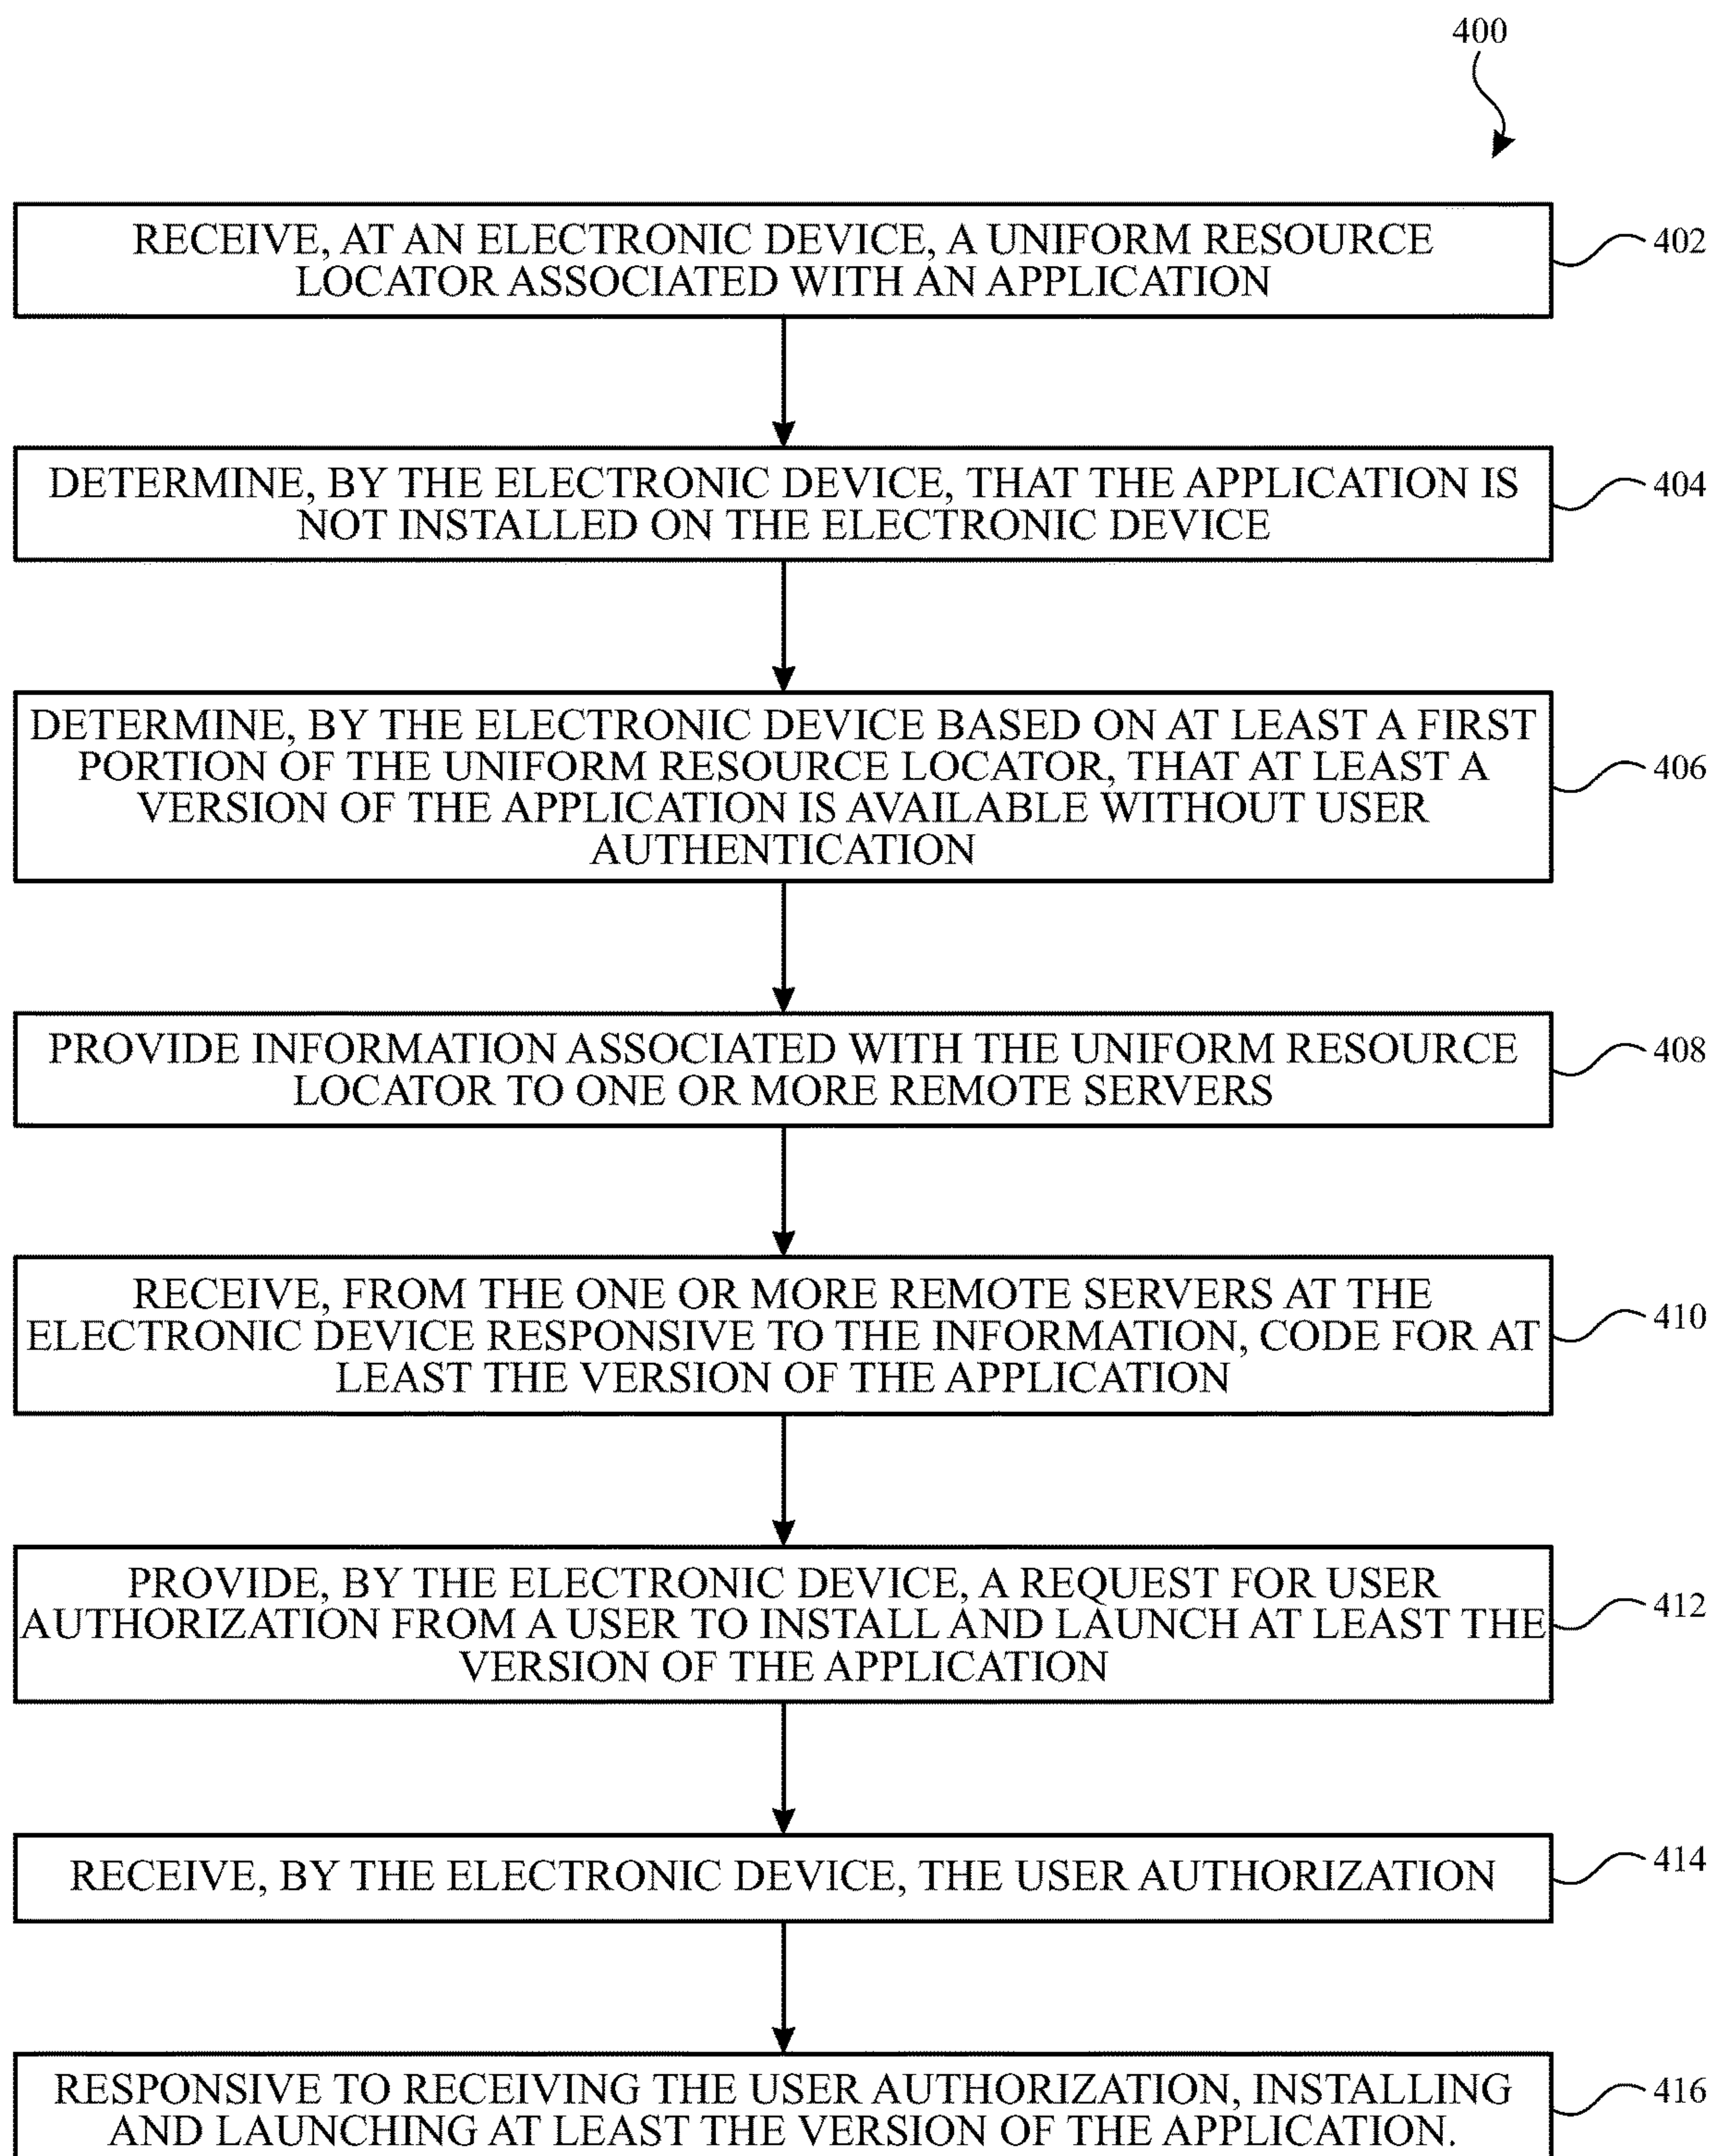 400
RECEIVE, AT AN ELECTRONIC DEVICE, A UNIFORM RESOURCE
LOCATOR ASSOCIATED WITH AN APPLICATION
402
DETERMINE, BY THE ELECTRONIC DEVICE, THAT THE APPLICATION IS
NOT INSTALLED ON THE ELECTRONIC DEVICE
404
DETERMINE, BY THE ELECTRONIC DEVICE BASED ON AT LEAST A FIRST
PORTION OF THE UNIFORM RESOURCE LOCATOR, THAT AT LEAST A
VERSION OF THE APPLICATION IS AVAILABLE WITHOUT USER
AUTHENTICATION
406
PROVIDE INFORMATION ASSOCIATED WITH THE UNIFORM RESOURCE
LOCATOR TO ONE OR MORE REMOTE SERVERS
408
RECEIVE, FROM THE ONE OR MORE REMOTE SERVERS AT THE
ELECTRONIC DEVICE RESPONSIVE TO THE INFORMATION, CODE FOR AT
LEAST THE VERSION OF THE APPLICATION
410
PROVIDE, BY THE ELECTRONIC DEVICE, A REQUEST FOR USER
AUTHORIZATION FROM A USER TO INSTALL AND LAUNCH AT LEAST THE
VERSION OF THE APPLICATION
412
RECEIVE, BY THE ELECTRONIC DEVICE, THE USER AUTHORIZATION
414
RESPONSIVE TO RECEIVING THE USER AUTHORIZATION, INSTALLING
AND LAUNCHING AT LEAST THE VERSION OF THE APPLICATION.
416